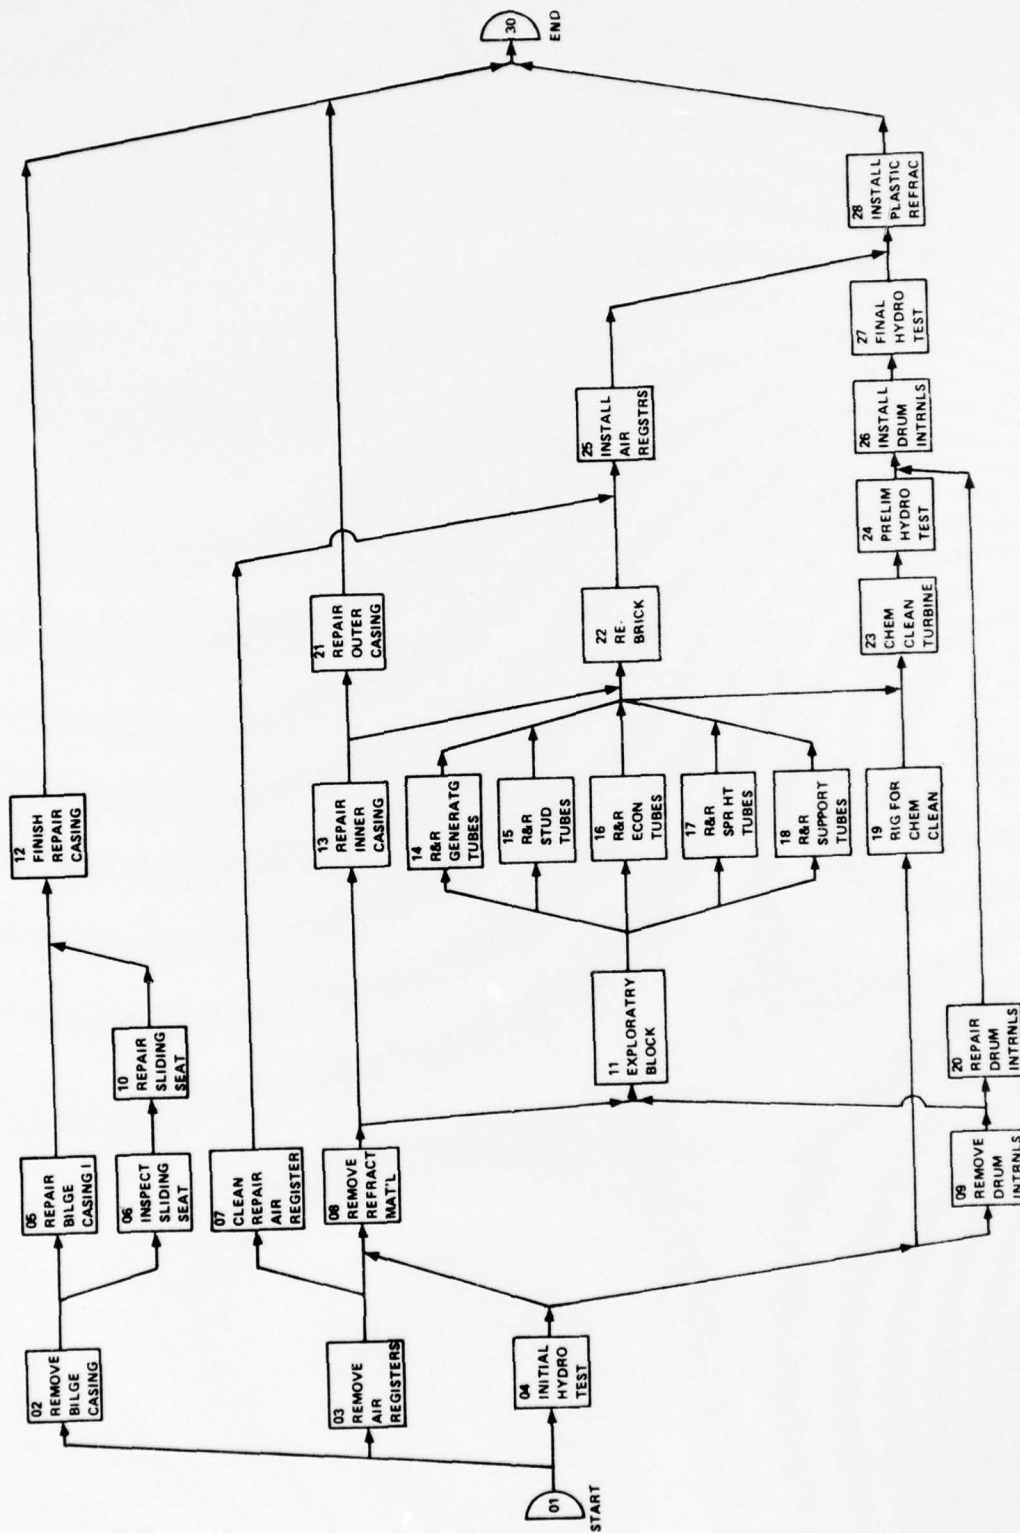 01
START
02
REMOVE
BILGE
CASING
03
REMOVE
AIR
REGISTERS
04
INITIAL
HYDRO
TEST
05
REPAIR
BILGE
CASING I
06
INSPECT
SLIDING
SEAT
07
CLEAN
REPAIR
AIR
REGISTER
08
REMOVE
REFRACT
MAT'L
09
REMOVE
DRUM
INTRNLS
10
REPAIR
SLIDING
SEAT
11
EXPLORATRY
BLOCK
20
REPAIR
DRUM
INTRNLS
12
FINISH
REPAIR
CASING
13
REPAIR
INNER
CASING
14
R&R
GENERATG
TUBES
15
R&R
STUD
TUBES
16
R&R
ECON
TUBES
17
R&R
SPR HT
TUBES
18
R&R
SUPPORT
TUBES
19
RIG FOR
CHEM
CLEAN
21
REPAIR
OUTER
CASING
22
RE-
BRICK
23
CHEM
CLEAN
TURBINE
24
PRELIM
HYDRO
TEST
25
INSTALL
AIR
REGSTRS
26
INSTALL
DRUM
INTRNLS
27
FINAL
HYDRO
TEST
28
INSTALL
PLASTIC
REFRAC
30
END